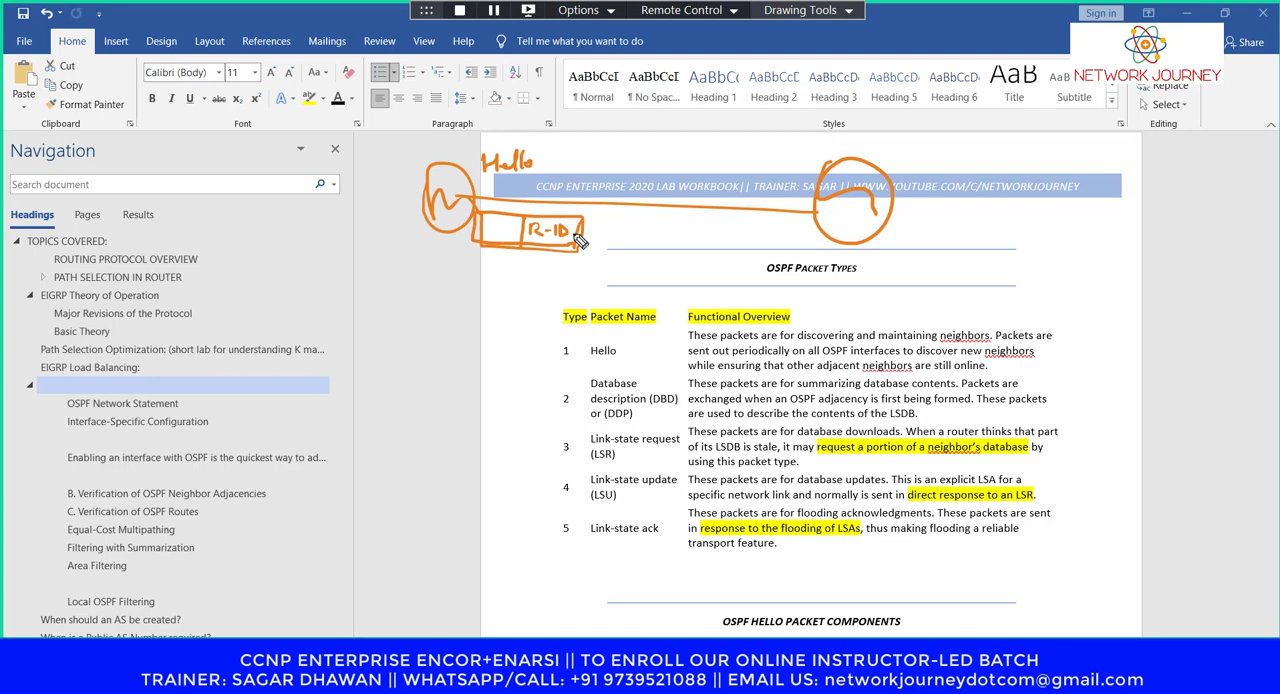 Options
Remote Control
Drawing Tools
Sign in
File
Home
Insert
Design
Layout
References
Mailings
Review
View
Help
Tell me what you want to do
Share
NETWORK JOURNEY
Paste
Cut
Copy
Format Painter
Clipboard
Calibri (Body)
11
Font
Paragraph
AaBbCcI
¶ Normal
AaBbCcI
¶ No Spac...
AaBbC(
Heading 1
AaBbCcI
Heading 2
AaBbCcI
Heading 3
AaBbCcI
Heading 5
AaBbCcI
Heading 6
AaB
Title
Subtitle
Styles
Replace
Select
Editing
Navigation
Search document
Headings
Pages
Results
TOPICS COVERED:
ROUTING PROTOCOL OVERVIEW
PATH SELECTION IN ROUTER
EIGRP Theory of Operation
Major Revisions of the Protocol
Basic Theory
Path Selection Optimization: (short lab for understanding K ma...
EIGRP Load Balancing:
OSPF Network Statement
Interface-Specific Configuration
Enabling an interface with OSPF is the quickest way to ad...
B. Verification of OSPF Neighbor Adjacencies
C. Verification of OSPF Routes
Equal-Cost Multipathing
Filtering with Summarization
Area Filtering
Local OSPF Filtering
When should an AS be created?
When is a Public AS Number required?
Hello
CCNP ENTERPRISE 2020 LAB WORKBOOK|| TRAINER: SAGAR || WWW.YOUTUBE.COM/C/NETWORKJOURNEY
R-ID
OSPF PACKET TYPES
Type Packet Name Functional Overview
These packets are for discovering and maintaining neighbors. Packets are
1 Hello sent out periodically on all OSPF interfaces to discover new neighbors
while ensuring that other adjacent neighbors are still online.
Database These packets are for summarizing database contents. Packets are
2 description (DBD) exchanged when an OSPF adjacency is first being formed. These packets
or (DDP) are used to describe the contents of the LSDB.
These packets are for database downloads. When a router thinks that part
3 Link-state request of its LSDB is stale, it may request a portion of a neighbor's database by
(LSR) using this packet type.
4 Link-state update These packets are for database updates. This is an explicit LSA for a
(LSU) specific network link and normally is sent in direct response to an LSR.
These packets are for flooding acknowledgments. These packets are sent
5 Link-state ack in response to the flooding of LSAs, thus making flooding a reliable
transport feature.
OSPF HELLO PACKET COMPONENTS
CCNP ENTERPRISE ENCOR+ENARSI || TO ENROLL OUR ONLINE INSTRUCTOR-LED BATCH
TRAINER: SAGAR DHAWAN || WHATSAPP/CALL: +91 9739521088 || EMAIL US: networkjourneydotcom@gmail.com